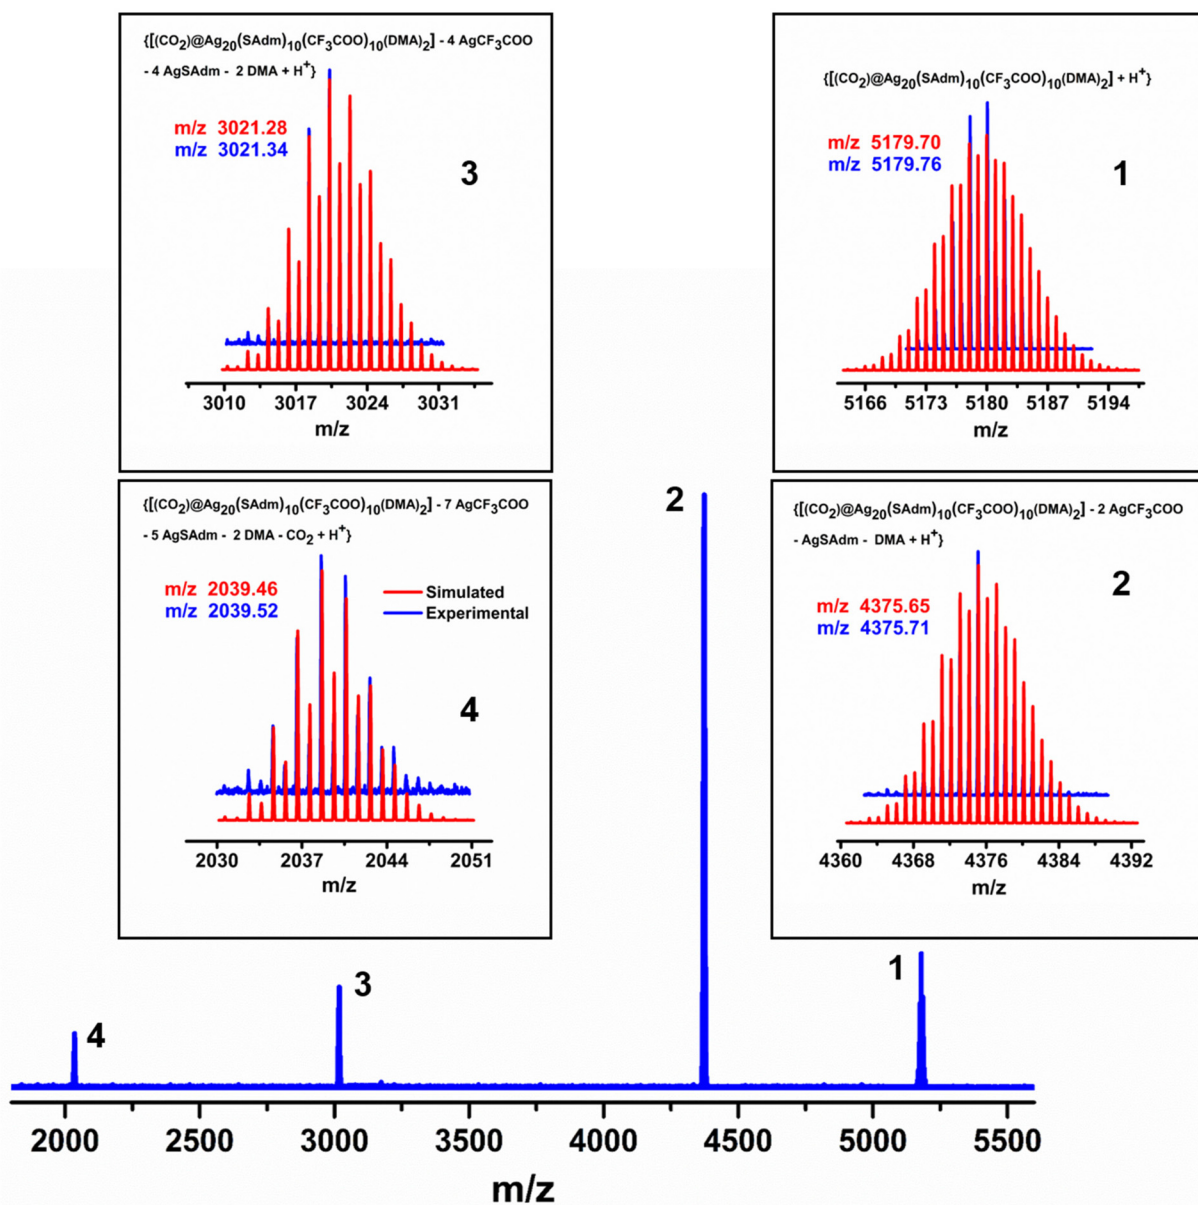 {[(CO₂)@Ag₂₀(SAdm)₁₀(CF₃COO)₁₀(DMA)₂] - 4 AgCF₃COO
- 4 AgSAdm - 2 DMA + H⁺}
m/z 3021.28
m/z 3021.34
3
3010 3017 3024 3031
m/z
{[(CO₂)@Ag₂₀(SAdm)₁₀(CF₃COO)₁₀(DMA)₂] + H⁺}
m/z 5179.70
m/z 5179.76
1
5166 5173 5180 5187 5194
m/z
{[(CO₂)@Ag₂₀(SAdm)₁₀(CF₃COO)₁₀(DMA)₂] - 7 AgCF₃COO
- 5 AgSAdm - 2 DMA - CO₂ + H⁺}
m/z 2039.46
m/z 2039.52
Simulated
Experimental
4
2030 2037 2044 2051
m/z
{[(CO₂)@Ag₂₀(SAdm)₁₀(CF₃COO)₁₀(DMA)₂] - 2 AgCF₃COO
- AgSAdm - DMA + H⁺}
m/z 4375.65
m/z 4375.71
2
4360 4368 4376 4384 4392
m/z
2
1
3
4
2000 2500 3000 3500 4000 4500 5000 5500
m/z